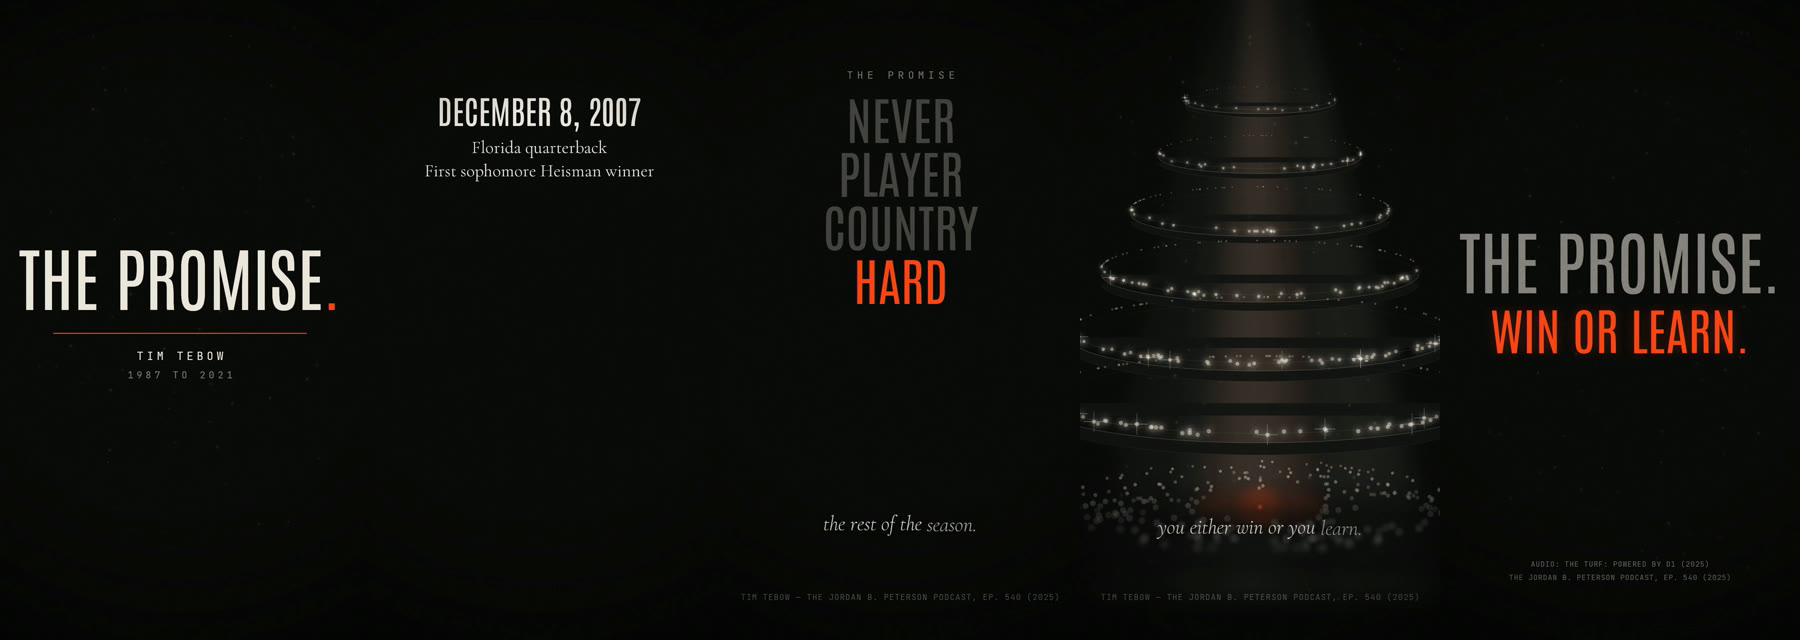 THE PROMISE.
TIM TEBOW
1987 TO 2021
DECEMBER 8, 2007
Florida quarterback
First sophomore Heisman winner
THE PROMISE
NEVER
PLAYER
COUNTRY
HARD
the rest of the season.
TIM TEBOW — THE JORDAN B. PETERSON PODCAST, EP. 540 (2025)
you either win or you learn.
TIM TEBOW — THE JORDAN B. PETERSON PODCAST, EP. 540 (2025)
THE PROMISE.
WIN OR LEARN.
AUDIO: THE TURF: POWERED BY D1 (2025)
THE JORDAN B. PETERSON PODCAST, EP. 540 (2025)